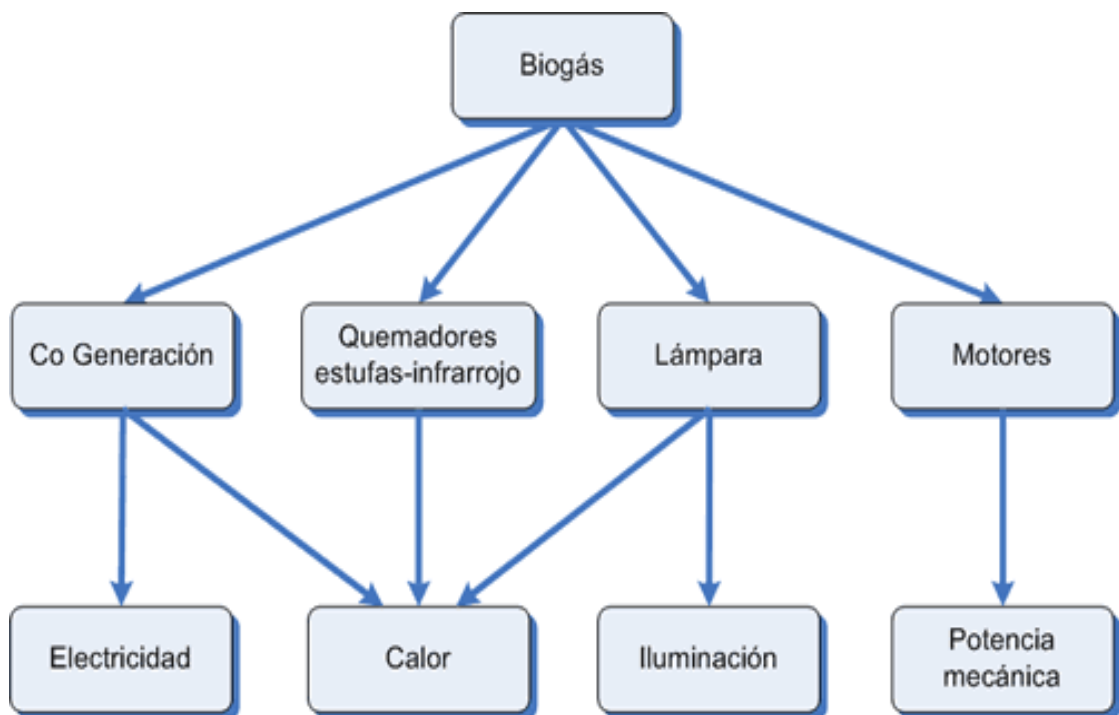 Biogás
Co Generación
Quemadores
estufas-infrarrojo
Lámpara
Motores
Electricidad
Calor
Iluminación
Potencia
mecánica